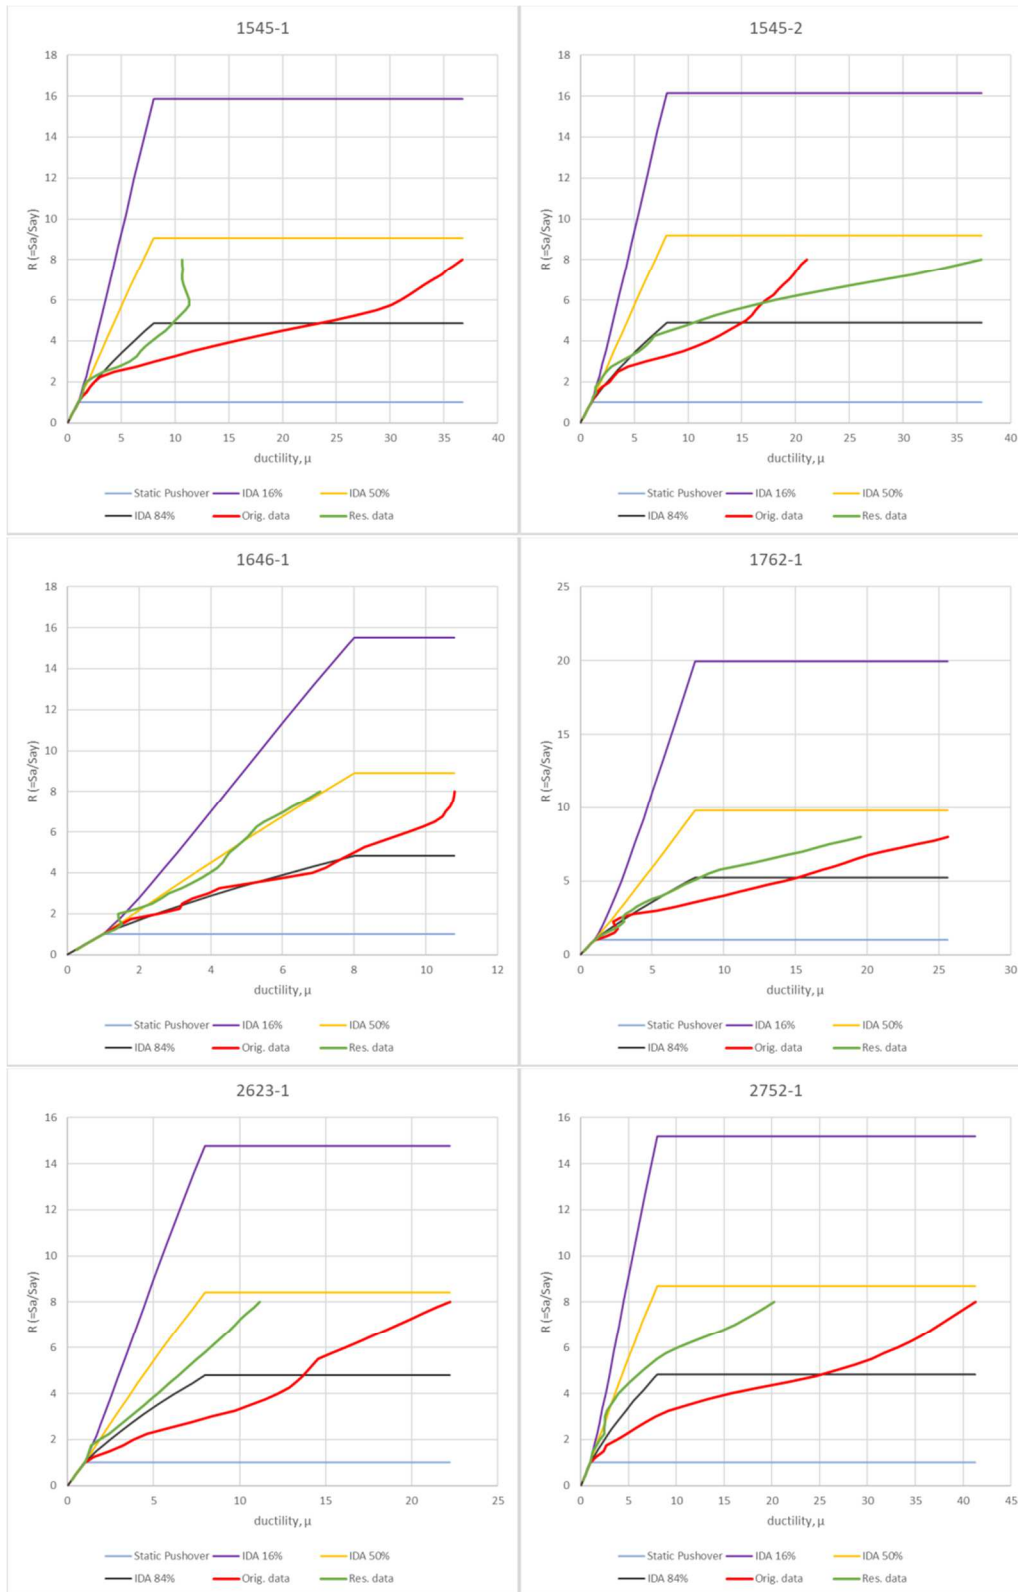 1545-1
18
16
14
12
10
8
6
4
2
0
R (=Sa/Say)
0 5 10 15 20 25 30 35 40
ductility, μ
Static Pushover IDA 16% IDA 50%
IDA 84% Orig. data Res. data
1545-2
18
16
14
12
10
8
6
4
2
0
R (=Sa/Say)
0 5 10 15 20 25 30 35 40
ductility, μ
Static Pushover IDA 16% IDA 50%
IDA 84% Orig. data Res. data
1646-1
18
16
14
12
10
8
6
4
2
0
R (=Sa/Say)
0 2 4 6 8 10 12
ductility, μ
Static Pushover IDA 16% IDA 50%
IDA 84% Orig. data Res. data
1762-1
25
20
15
10
5
0
R (=Sa/Say)
0 5 10 15 20 25 30
ductility, μ
Static Pushover IDA 16% IDA 50%
IDA 84% Orig. data Res. data
2623-1
16
14
12
10
8
6
4
2
0
R (=Sa/Say)
0 5 10 15 20 25
ductility, μ
Static Pushover IDA 16% IDA 50%
IDA 84% Orig. data Res. data
2752-1
16
14
12
10
8
6
4
2
0
R (=Sa/Say)
0 5 10 15 20 25 30 35 40 45
ductility, μ
Static Pushover IDA 16% IDA 50%
IDA 84% Orig. data Res. data